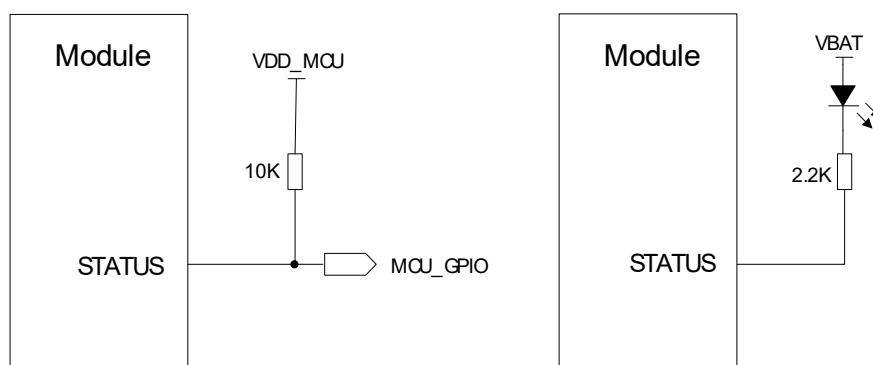 Module
VDD_MCU
10K
STATUS
MCU_GPIO
Module
VBAT
2.2K
STATUS